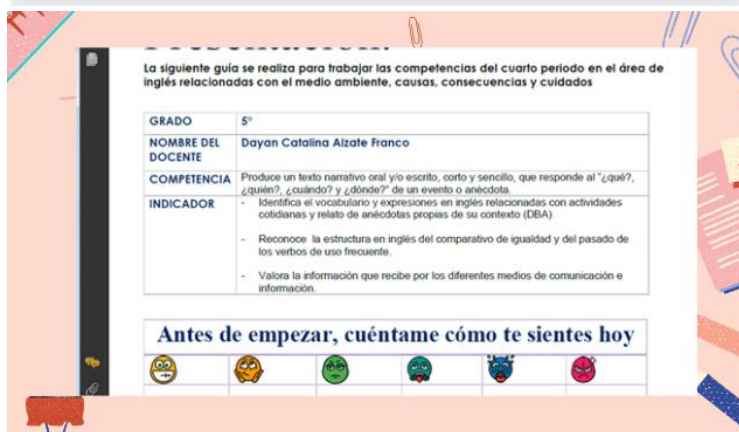 La siguiente guía se realiza para trabajar las competencias del cuarto periodo en el área de
inglés relacionadas con el medio ambiente, causas, consecuencias y cuidados
GRADO 5°
NOMBRE DEL DOCENTE Dayan Catalina Alzate Franco
COMPETENCIA Produce un texto narrativo oral y/o escrito, corto y sencillo, que responde al "¿qué?,
¿quién?, ¿cuándo? y ¿dónde?" de un evento o anécdota.
INDICADOR - Identifica el vocabulario y expresiones en inglés relacionadas con actividades
cotidianas y relato de anécdotas propias de su contexto (DBA)
- Reconoce la estructura en inglés del comparativo de igualdad y del pasado de
los verbos de uso frecuente.
- Valora la información que recibe por los diferentes medios de comunicación e
información.
Antes de empezar, cuéntame cómo te sientes hoy